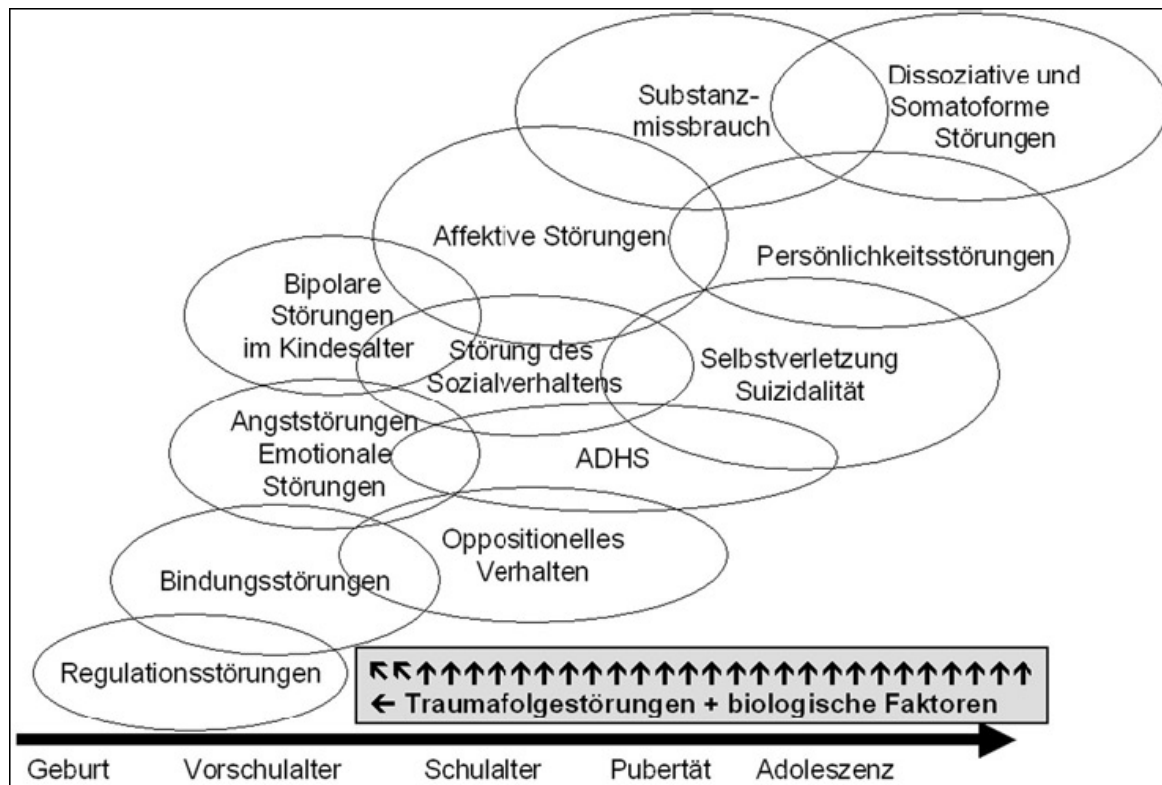 Substanz-
missbrauch
Dissoziative und
Somatoforme
Störungen
Affektive Störungen
Persönlichkeitsstörungen
Bipolare
Störungen
im Kindesalter
Störung des
Sozialverhaltens
Selbstverletzung
Suizidalität
Angststörungen
Emotionale
Störungen
ADHS
Oppositionelles
Verhalten
Bindungsstörungen
Regulationsstörungen
Traumafolgestörungen + biologische Faktoren
Geburt Vorschulalter Schulalter Pubertät Adoleszenz